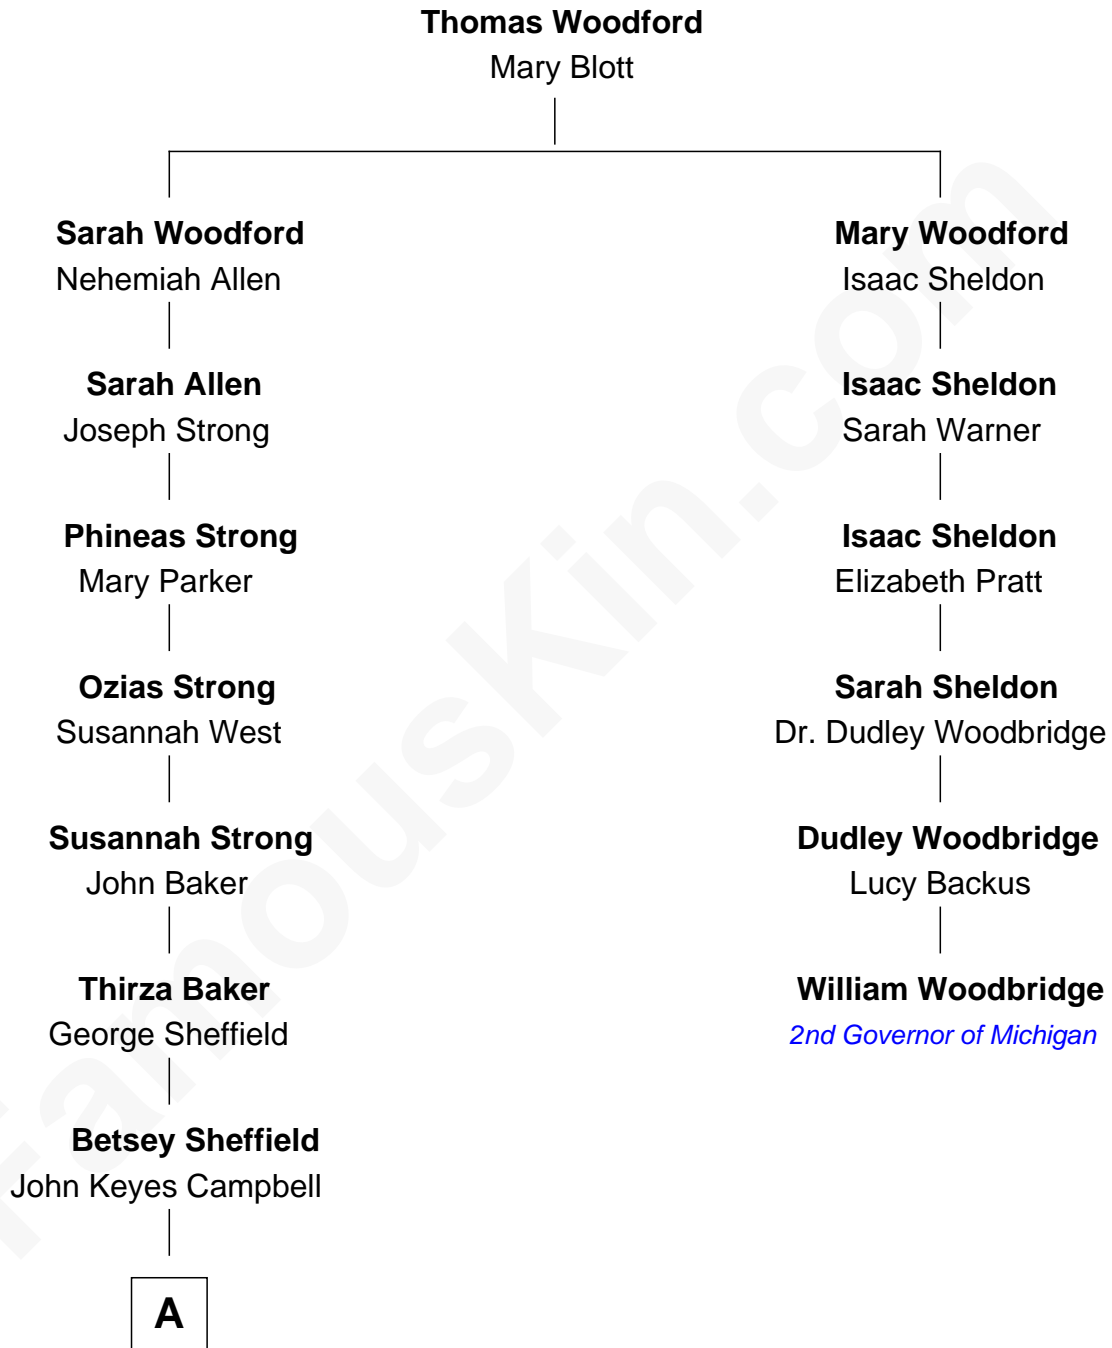 Thomas Woodford
Mary Blott
Sarah Woodford
Nehemiah Allen
Mary Woodford
Isaac Sheldon
Sarah Allen
Joseph Strong
Isaac Sheldon
Sarah Warner
Phineas Strong
Mary Parker
Isaac Sheldon
Elizabeth Pratt
Ozias Strong
Susannah West
Sarah Sheldon
Dr. Dudley Woodbridge
Susannah Strong
John Baker
Dudley Woodbridge
Lucy Backus
Thirza Baker
George Sheffield
William Woodbridge
2nd Governor of Michigan
Betsey Sheffield
John Keyes Campbell
A
FamousKin.com